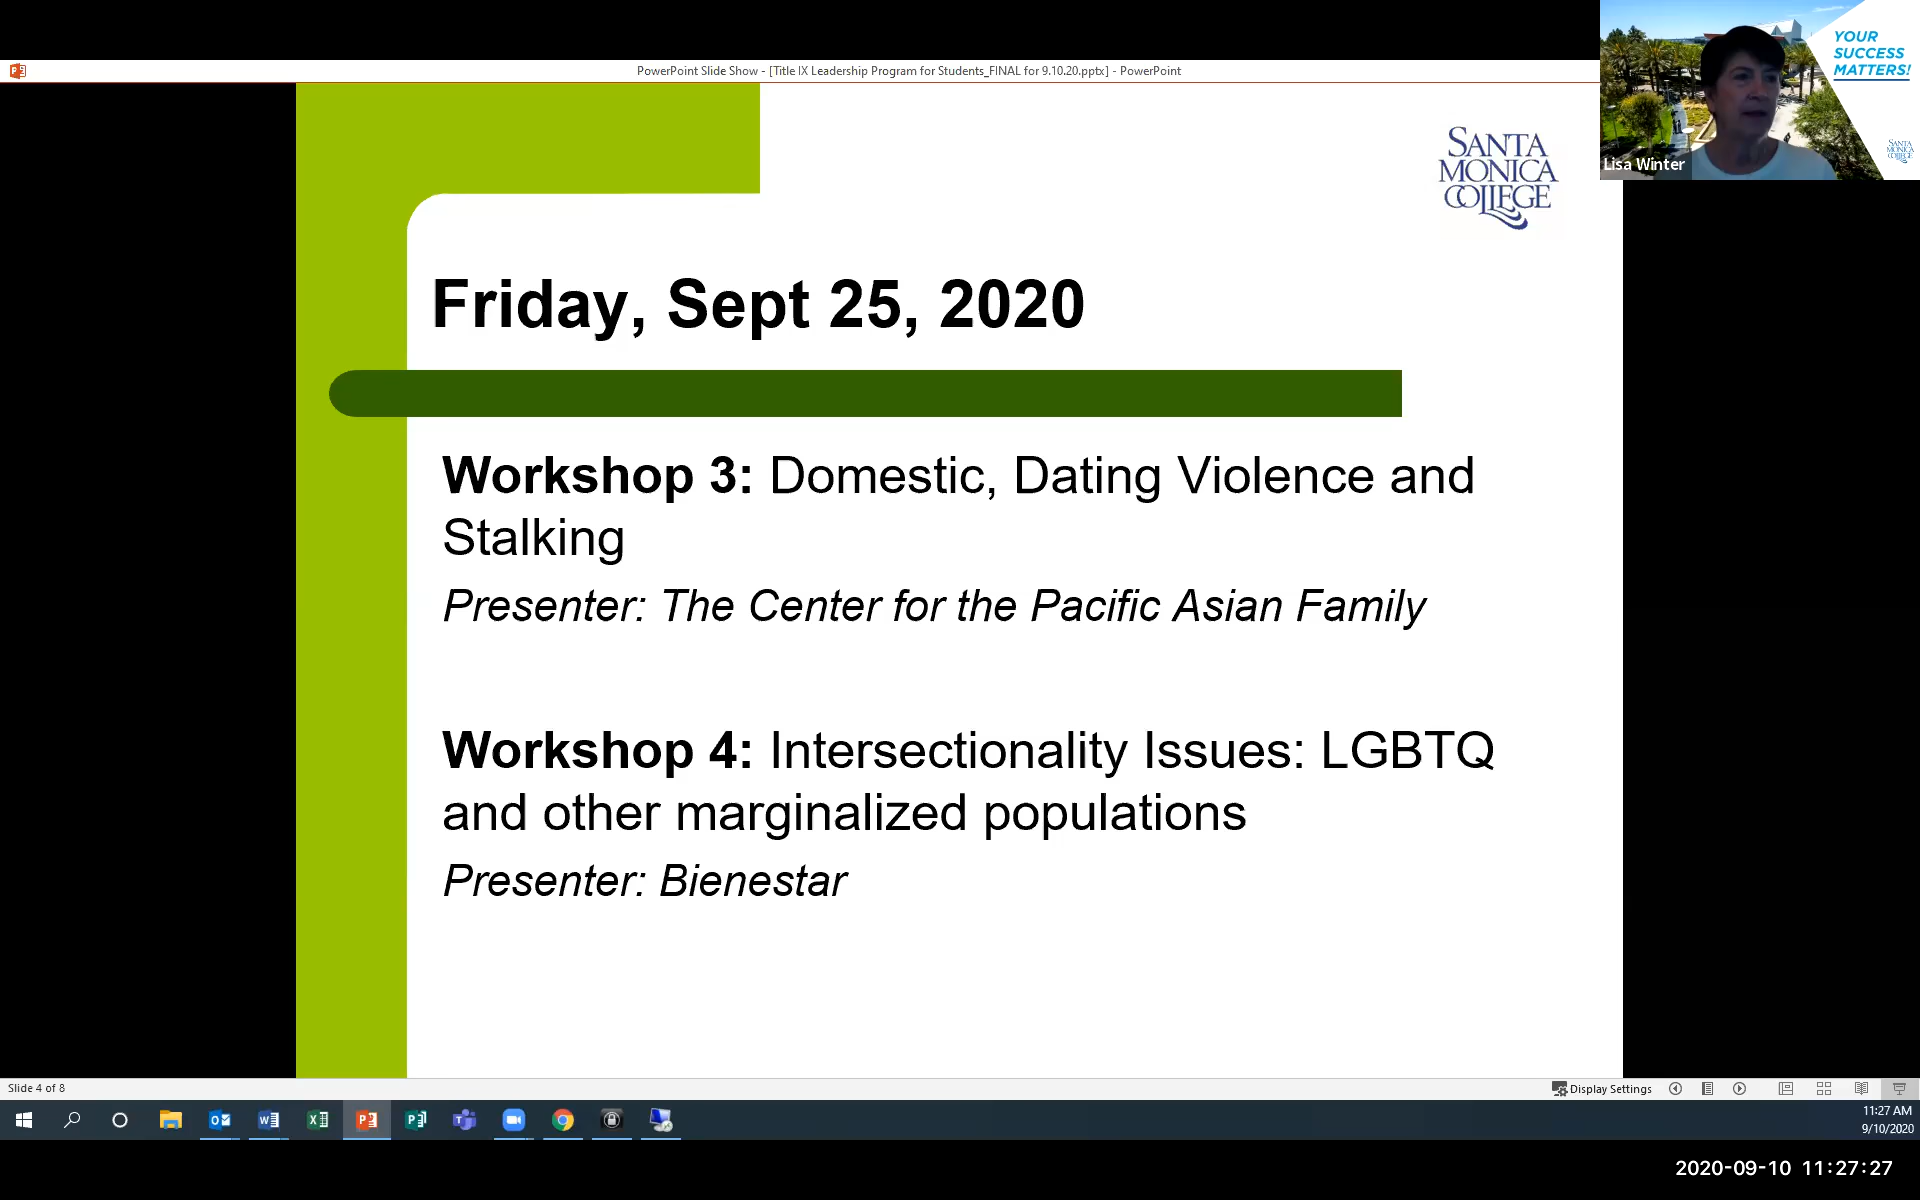 PowerPoint Slide Show - [Title IX Leadership Program for Students_FINAL for 9.10.20.pptx] - PowerPoint
YOUR
SUCCESS
MATTERS!
SANTA
MONICA
COLLEGE
Lisa Winter
SANTA
MONICA
COLLEGE
Friday, Sept 25, 2020
Workshop 3: Domestic, Dating Violence and
Stalking
Presenter: The Center for the Pacific Asian Family
Workshop 4: Intersectionality Issues: LGBTQ
and other marginalized populations
Presenter: Bienestar
Slide 4 of 8
Display Settings
11:27 AM
9/10/2020
2020-09-10 11:27:27